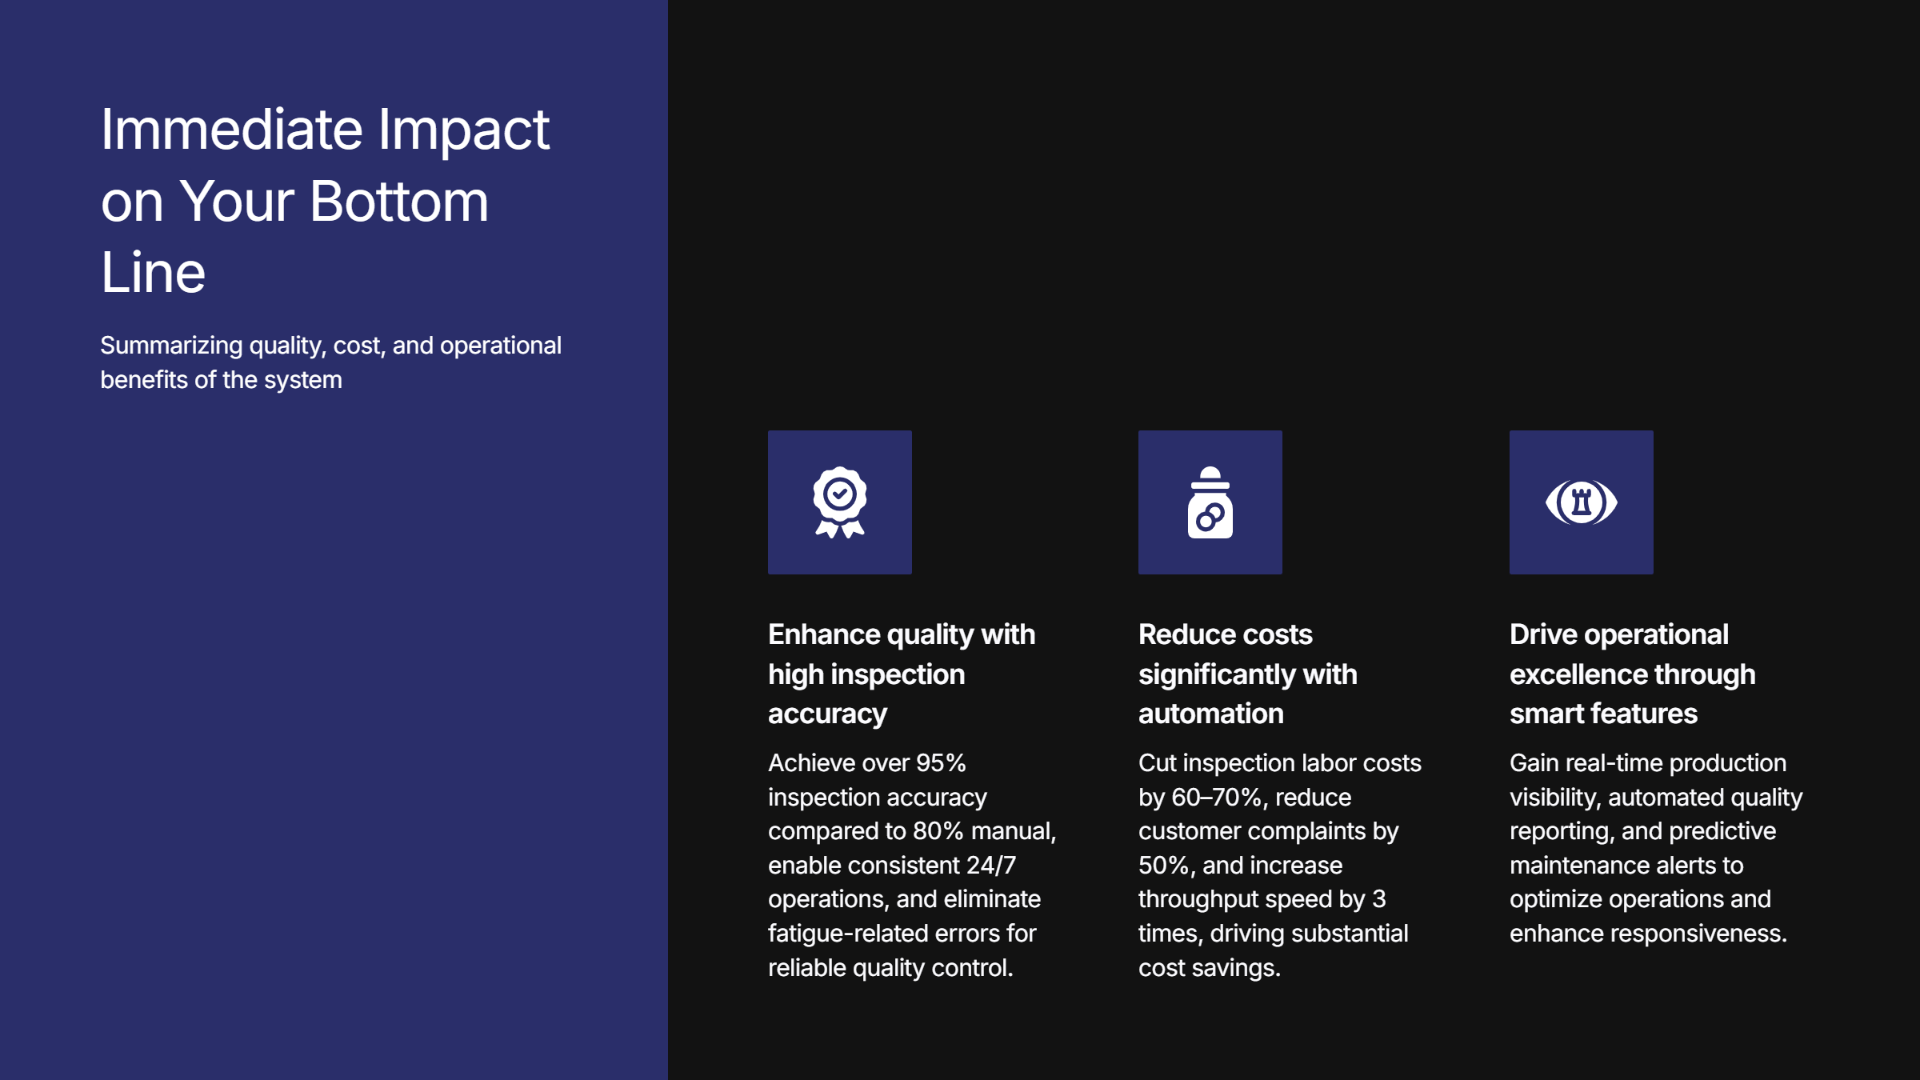 Immediate Impact
on Your Bottom
Line
Summarizing quality, cost, and operational
benefits of the system
Enhance quality with
high inspection
accuracy
Achieve over 95%
inspection accuracy
compared to 80% manual,
enable consistent 24/7
operations, and eliminate
fatigue-related errors for
reliable quality control.
Reduce costs
significantly with
automation
Cut inspection labor costs
by 60–70%, reduce
customer complaints by
50%, and increase
throughput speed by 3
times, driving substantial
cost savings.
Drive operational
excellence through
smart features
Gain real-time production
visibility, automated quality
reporting, and predictive
maintenance alerts to
optimize operations and
enhance responsiveness.